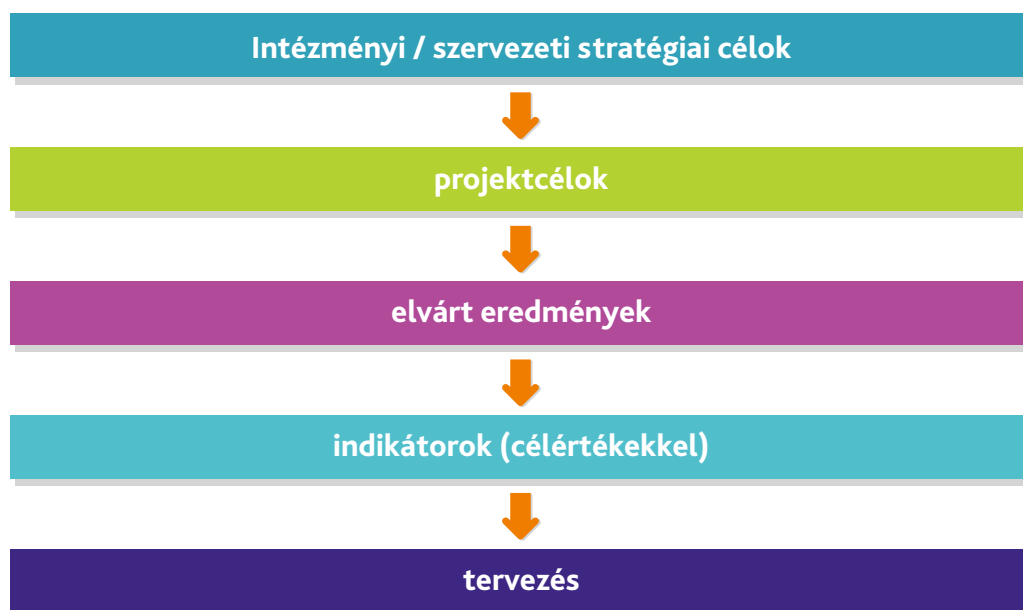 Intézményi / szervezeti stratégiai célok
projektcélok
elvárt eredmények
indikátorok (célértékekkel)
tervezés